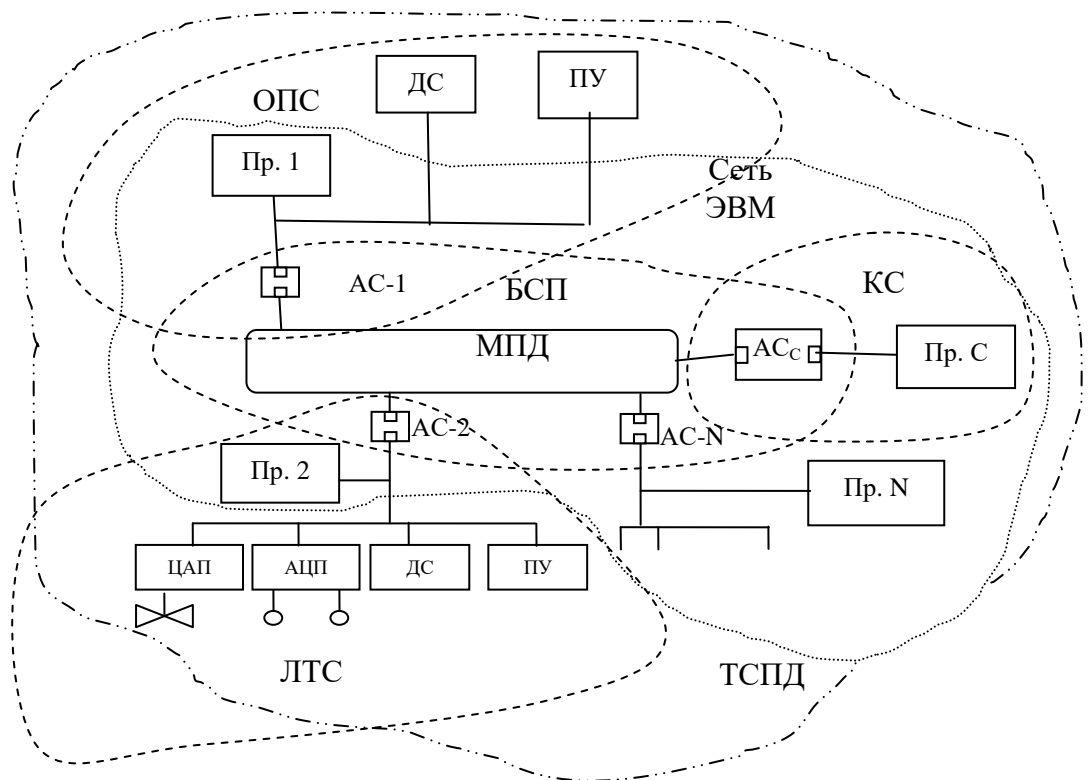 ДС
ПУ
ОПС
Пр. 1
Сеть
ЭВМ
АС-1
БСП
КС
МПД
АСС
Пр. С
АС-2
АС-N
Пр. 2
Пр. N
ЦАП
АЦП
ДС
ПУ
ЛТС
ТСПД